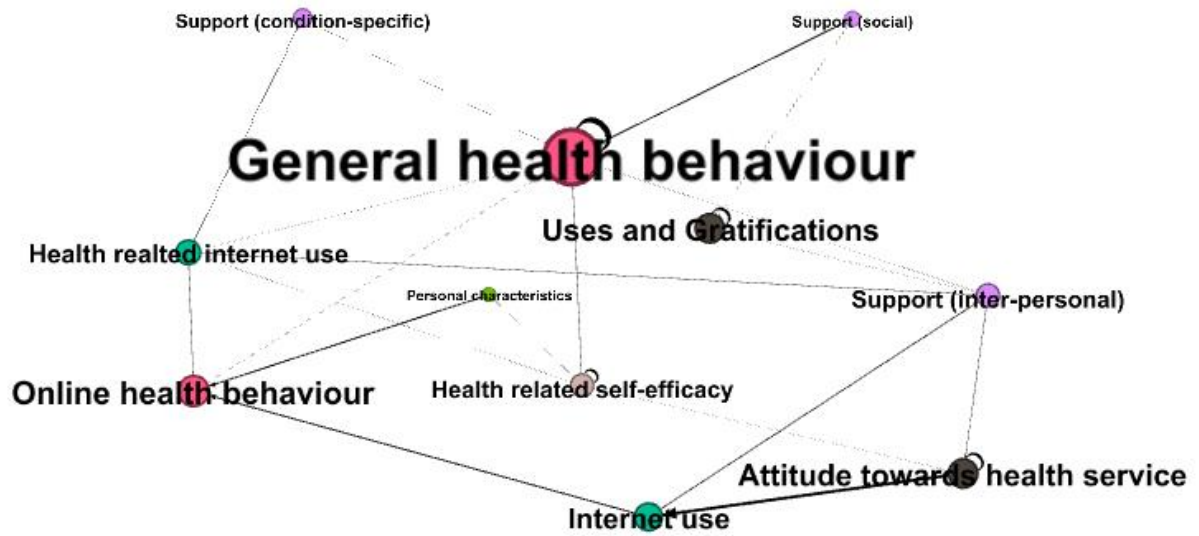 Support (condition-specific)
Support (social)
General health behaviour
Uses and Gratifications
Health realted internet use
Personal characteristics
Support (inter-personal)
Online health behaviour
Health related self-efficacy
Attitude towards health service
Internet use